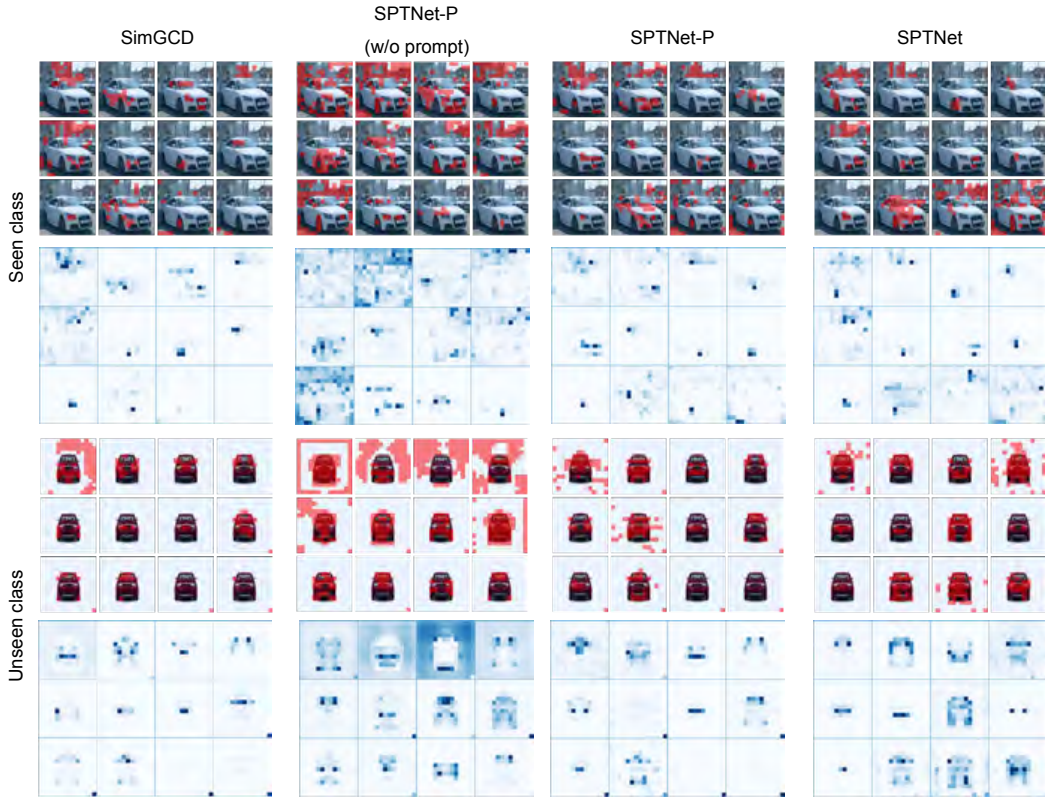 SimGCD
SPTNet-P
(w/o prompt)
SPTNet-P
SPTNet
Seen class
Unseen class